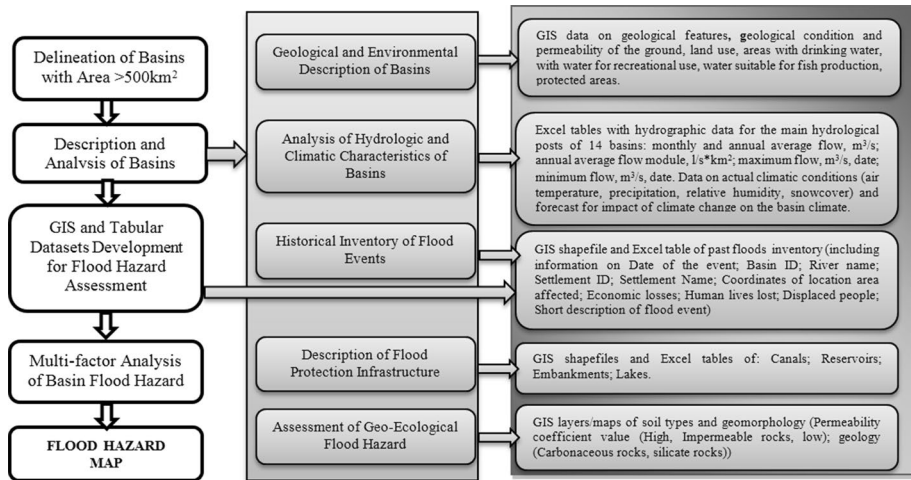 Delineation of Basins
with Area >500km²
Description and
Analysis of Basins
GIS and Tabular
Datasets Development
for Flood Hazard
Assessment
Multi-factor Analysis
of Basin Flood Hazard
FLOOD HAZARD
MAP
Geological and Environmental
Description of Basins
Analysis of Hydrologic and
Climatic Characteristics of
Basins
Historical Inventory of Flood
Events
Description of Flood
Protection Infrastructure
Assessment of Geo-Ecological
Flood Hazard
GIS data on geological features, geological condition and
permeability of the ground, land use, areas with drinking water,
with water for recreational use, water suitable for fish production,
protected areas.
Excel tables with hydrographic data for the main hydrological
posts of 14 basins: monthly and annual average flow, m³/s;
annual average flow module, l/s*km²; maximum flow, m³/s, date;
minimum flow, m³/s, date. Data on actual climatic conditions (air
temperature, precipitation, relative humidity, snowcover) and
forecast for impact of climate change on the basin climate.
GIS shapefile and Excel table of past floods inventory (including
information on Date of the event; Basin ID; River name;
Settlement ID; Settlement Name; Coordinates of location area
affected; Economic losses; Human lives lost; Displaced people;
Short description of flood event)
GIS shapefiles and Excel tables of: Canals; Reservoirs;
Embankments; Lakes.
GIS layers/maps of soil types and geomorphology (Permeability
coefficient value (High, Impermeable rocks, low); geology
(Carbonaceous rocks, silicate rocks))